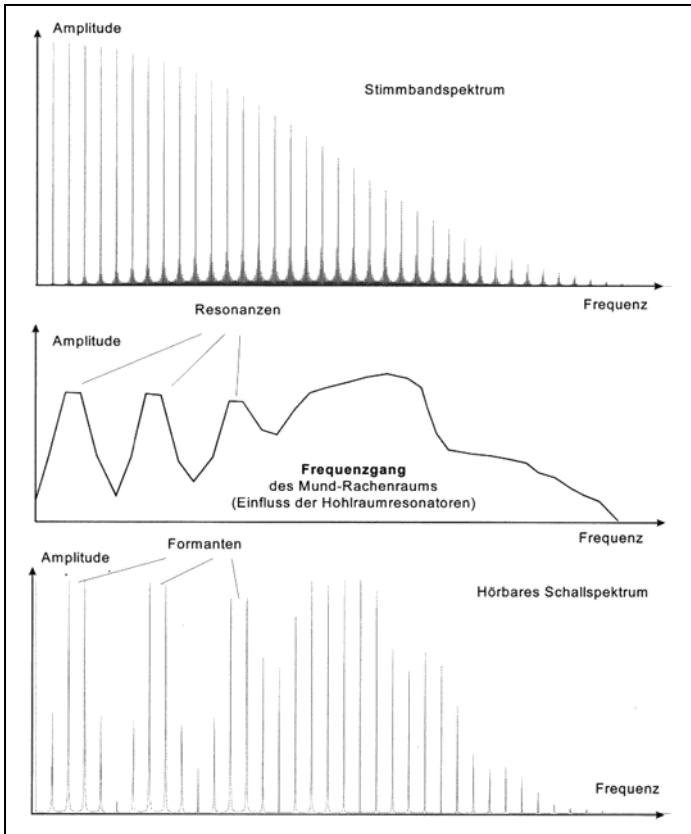 Amplitude
Stimmbandspektrum
Frequenz
Resonanzen
Amplitude
Frequenzgang
des Mund-Rachenraums
(Einfluss der Hohlraumresonatoren)
Frequenz
Formanten
Amplitude
Hörbares Schallspektrum
Frequenz